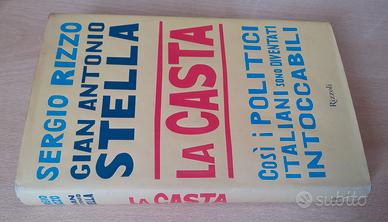 SERGIO RIZZO
GIAN ANTONIO
STELLA
LA CASTA
COSÌ i POLITICI
ITALIANI SONO DIVENTATI
INTOCCABILI
Rizzoli
LA CASTA
subito